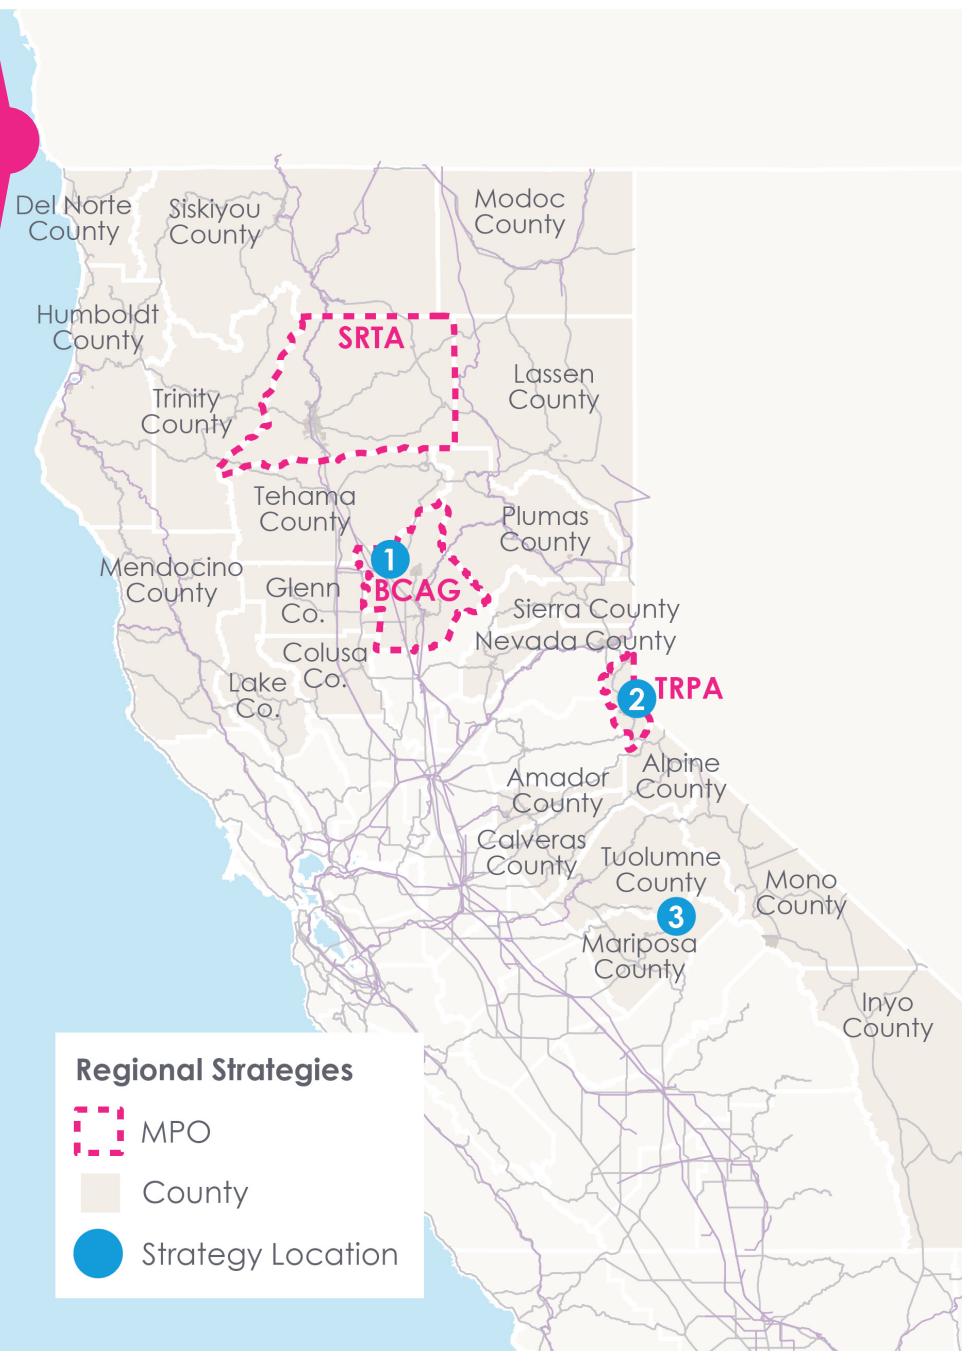 Del Norte
County
Siskiyou
County
Modoc
County
Humboldt
County
SRTA
Trinity
County
Lassen
County
Tehama
County
Plumas
County
1
BCAG
Mendocino
County
Glenn
Co.
Sierra County
Nevada County
Colusa
Co.
Lake
Co.
2
TRPA
Alpine
County
Amador
County
Calveras
County
Tuolumne
County
Mono
County
3
Mariposa
County
Inyo
County
Regional Strategies
MPO
County
Strategy Location